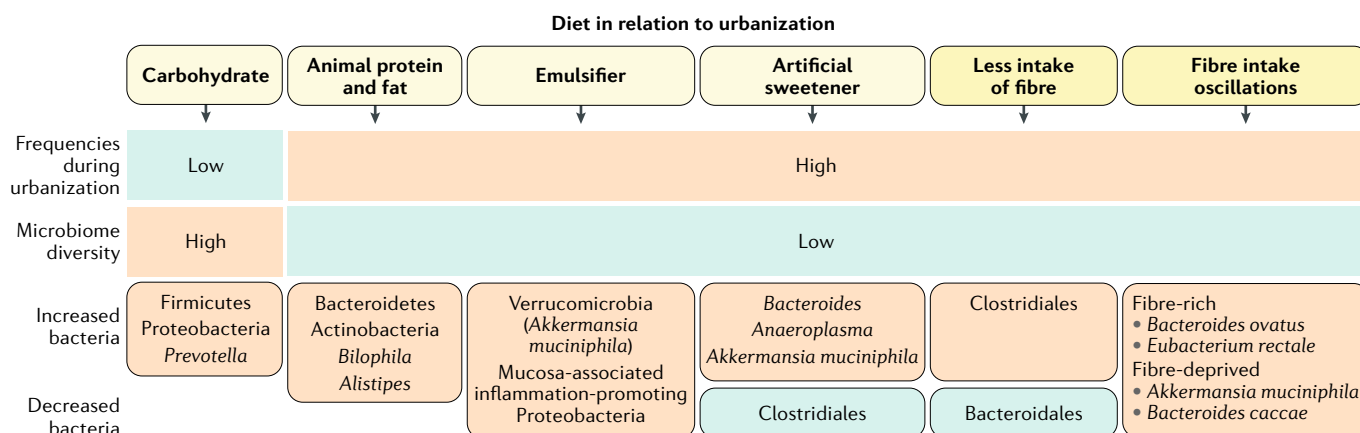 Diet in relation to urbanization
Carbohydrate
Animal protein
and fat
Emulsifier
Artificial
sweetener
Less intake
of fibre
Fibre intake
oscillations
Frequencies
during
urbanization
Low
High
Microbiome
diversity
High
Low
Increased
bacteria
Firmicutes
Proteobacteria
Prevotella
Bacteroidetes
Actinobacteria
Bilophila
Alistipes
Verrucomicrobia
(Akkermansia
muciniphila)
Mucosa-associated
inflammation-promoting
Proteobacteria
Bacteroides
Anaeroplasma
Akkermansia muciniphila
Clostridiales
Fibre-rich
• Bacteroides ovatus
• Eubacterium rectale
Fibre-deprived
• Akkermansia muciniphila
• Bacteroides caccae
Decreased
bacteria
Clostridiales
Bacteroidales